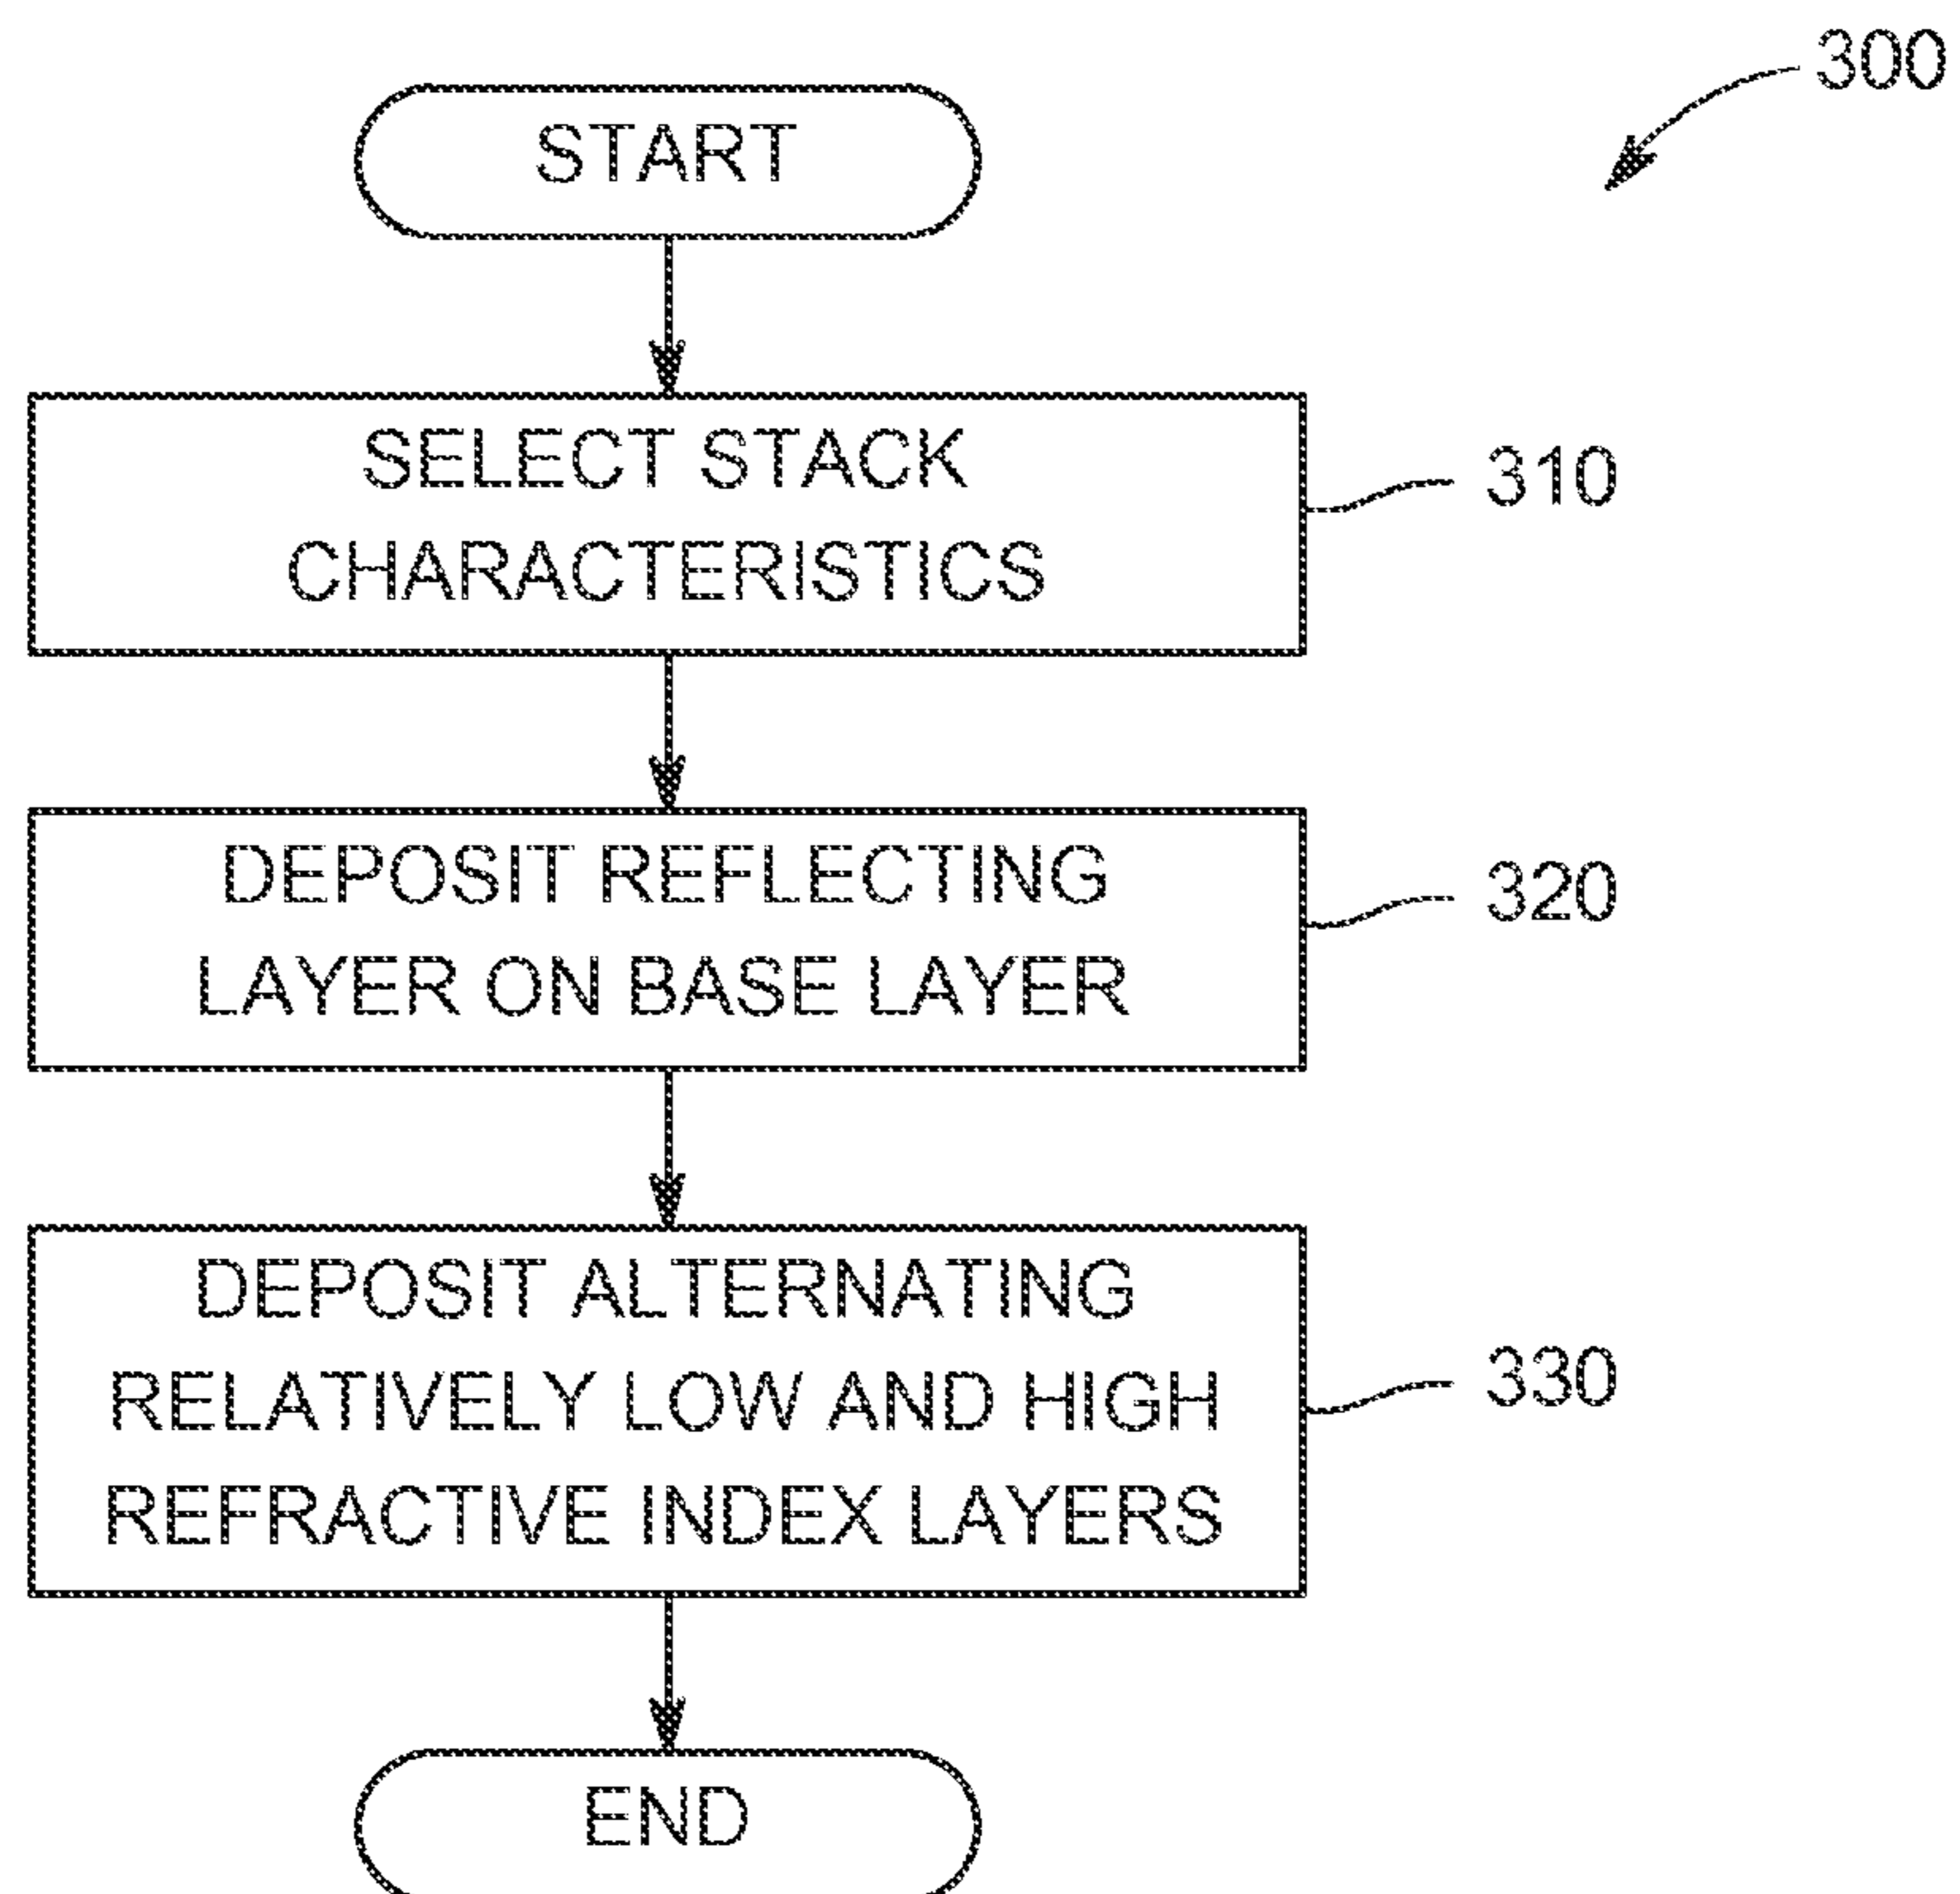 300
START
SELECT STACK
CHARACTERISTICS
310
DEPOSIT REFLECTING
LAYER ON BASE LAYER
320
DEPOSIT ALTERNATING
RELATIVELY LOW AND HIGH
REFRACTIVE INDEX LAYERS
330
END